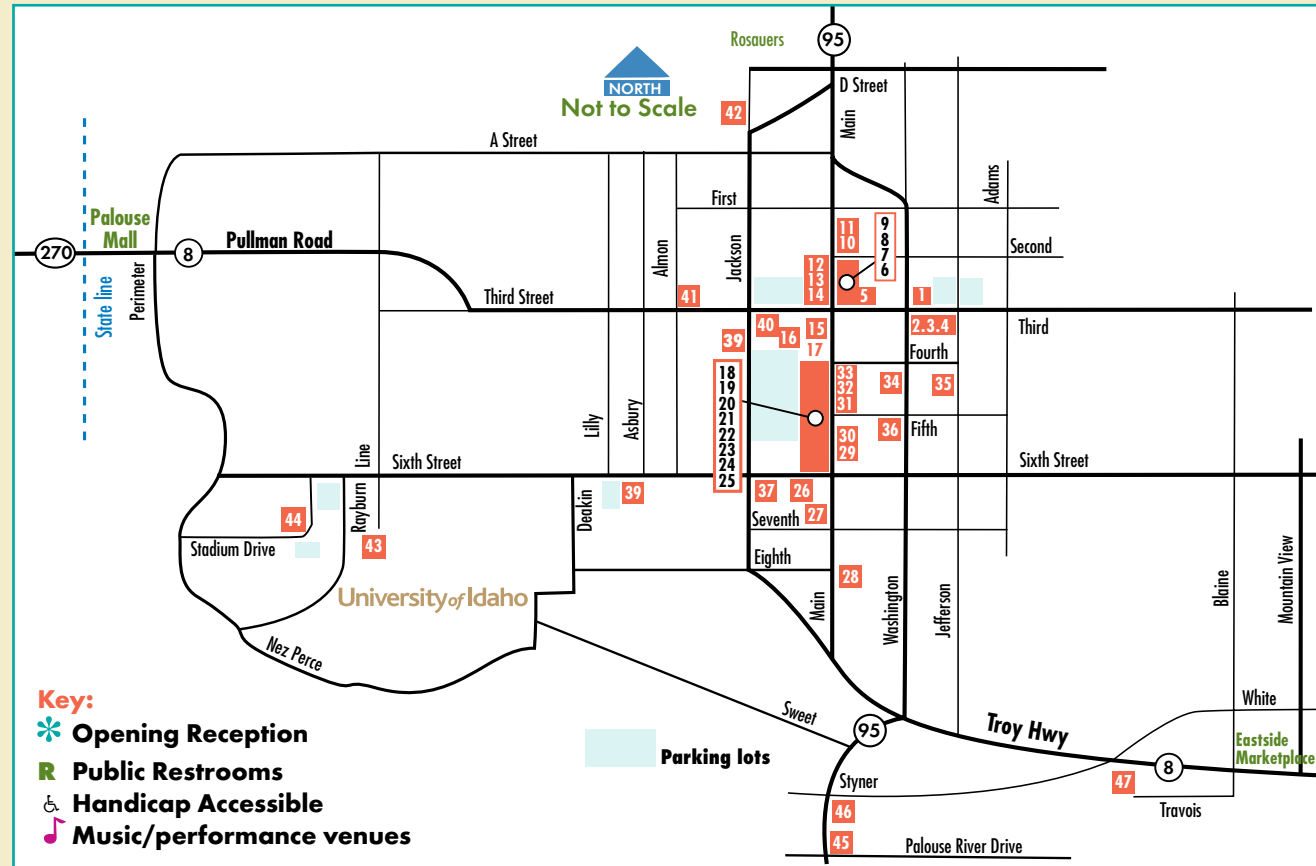 Rosauers
95
NORTH
Not to Scale
D Street
42
Main
A Street
Adams
First
Palouse
Mall
11
10
9
8
7
6
Second
270
8
Pullman Road
State line
Perimeter
Almon
Jackson
12
13
14
5
1
41
Third Street
Third
40
16
15
2.3.4
39
17
Fourth
18
19
20
21
22
23
24
25
33
32
31
34
35
Lilly
Asbury
30
29
36
Fifth
Line
Sixth Street
Sixth Street
Rayburn
Deakin
39
37
26
44
Seventh
27
43
Stadium Drive
Eighth
28
Main
Washington
Jefferson
Blaine
Mountain View
University of Idaho
Nez Perce
Key:
Opening Reception
R Public Restrooms
Handicap Accessible
Music/performance venues
Parking lots
Sweet
95
Troy Hwy
White
Eastside
Marketplace
8
Styner
47
Travois
46
45
Palouse River Drive